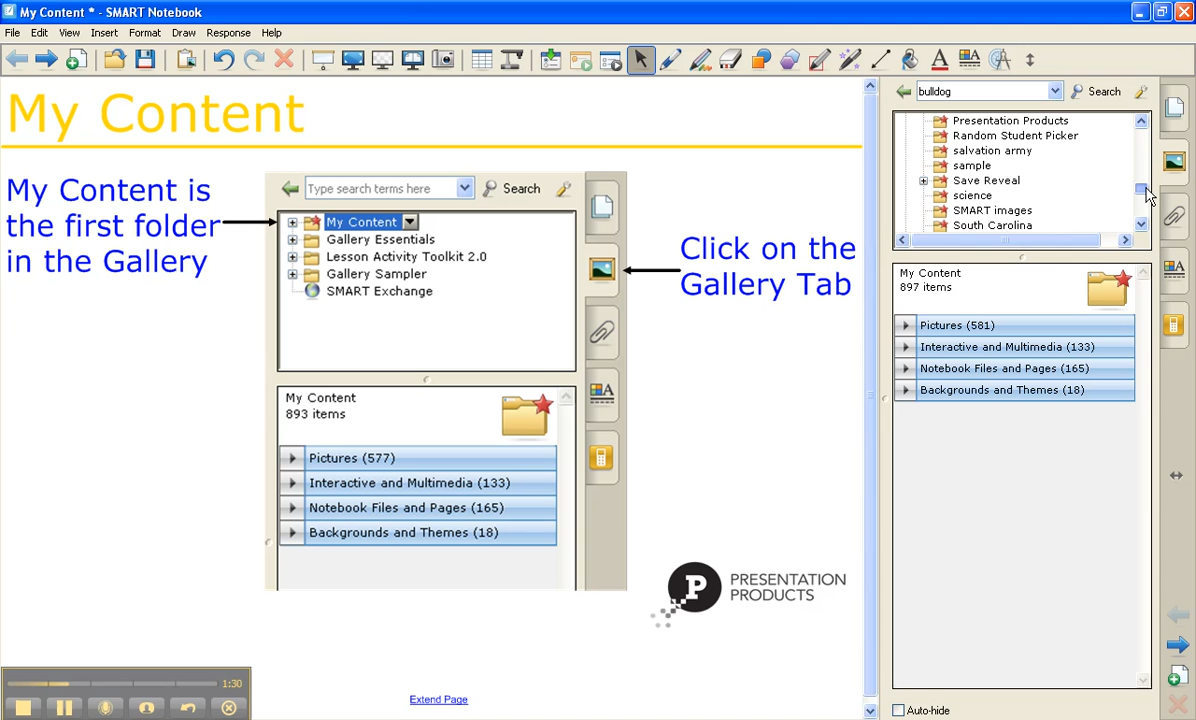 My Content * - SMART Notebook
File Edit View Insert Format Draw Response Help
My Content
My Content is
the first folder
in the Gallery
Type search terms here Search
My Content
Gallery Essentials
Lesson Activity Toolkit 2.0
Gallery Sampler
SMART Exchange
My Content
893 items
Pictures (577)
Interactive and Multimedia (133)
Notebook Files and Pages (165)
Backgrounds and Themes (18)
Click on the
Gallery Tab
P PRESENTATION
PRODUCTS
Extend Page
1:30
bulldog Search
Presentation Products
Random Student Picker
salvation army
sample
Save Reveal
science
SMART images
South Carolina
My Content
897 items
Pictures (581)
Interactive and Multimedia (133)
Notebook Files and Pages (165)
Backgrounds and Themes (18)
Auto-hide